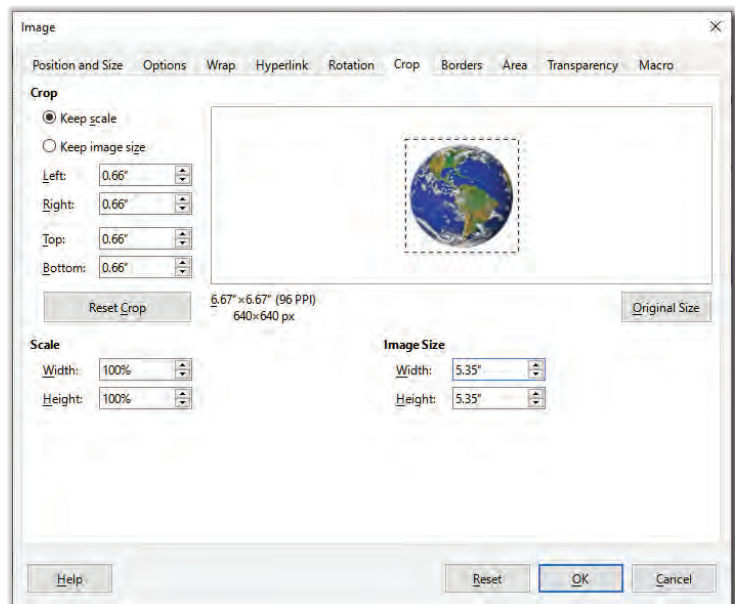 Image
Position and Size Options Wrap Hyperlink Rotation Crop Borders Area Transparency Macro
Crop
Keep scale
Keep image size
Left: 0.66"
Right: 0.66"
Top: 0.66"
Bottom: 0.66"
Reset Crop
6.67"×6.67" (96 PPI)
640×640 px
Original Size
Scale
Width: 100%
Height: 100%
Image Size
Width: 5.35"
Height: 5.35"
Help Reset OK Cancel